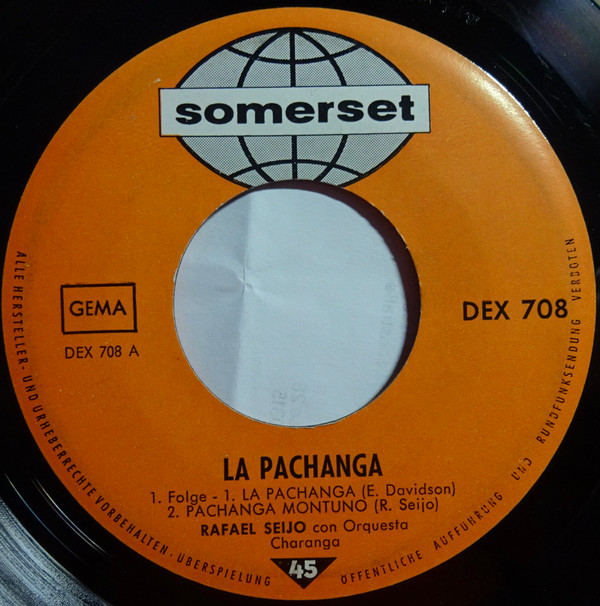 somerset
GEMA
DEX 708
DEX 708 A
LA PACHANGA
1. Folge - 1. LA PACHANGA (E. Davidson)
2. PACHANGA MONTUNO (R. Seijo)
RAFAEL SEIJO con Orquesta
Charanga
45
ALLE HERSTELLER- UND URHEBERRECHTE VORBEHALTEN. UBERSPIELUNG ÖFFENTLICHE AUFFÜHRUNG UND RUNDFUNKSENDUNG VERBOTEN